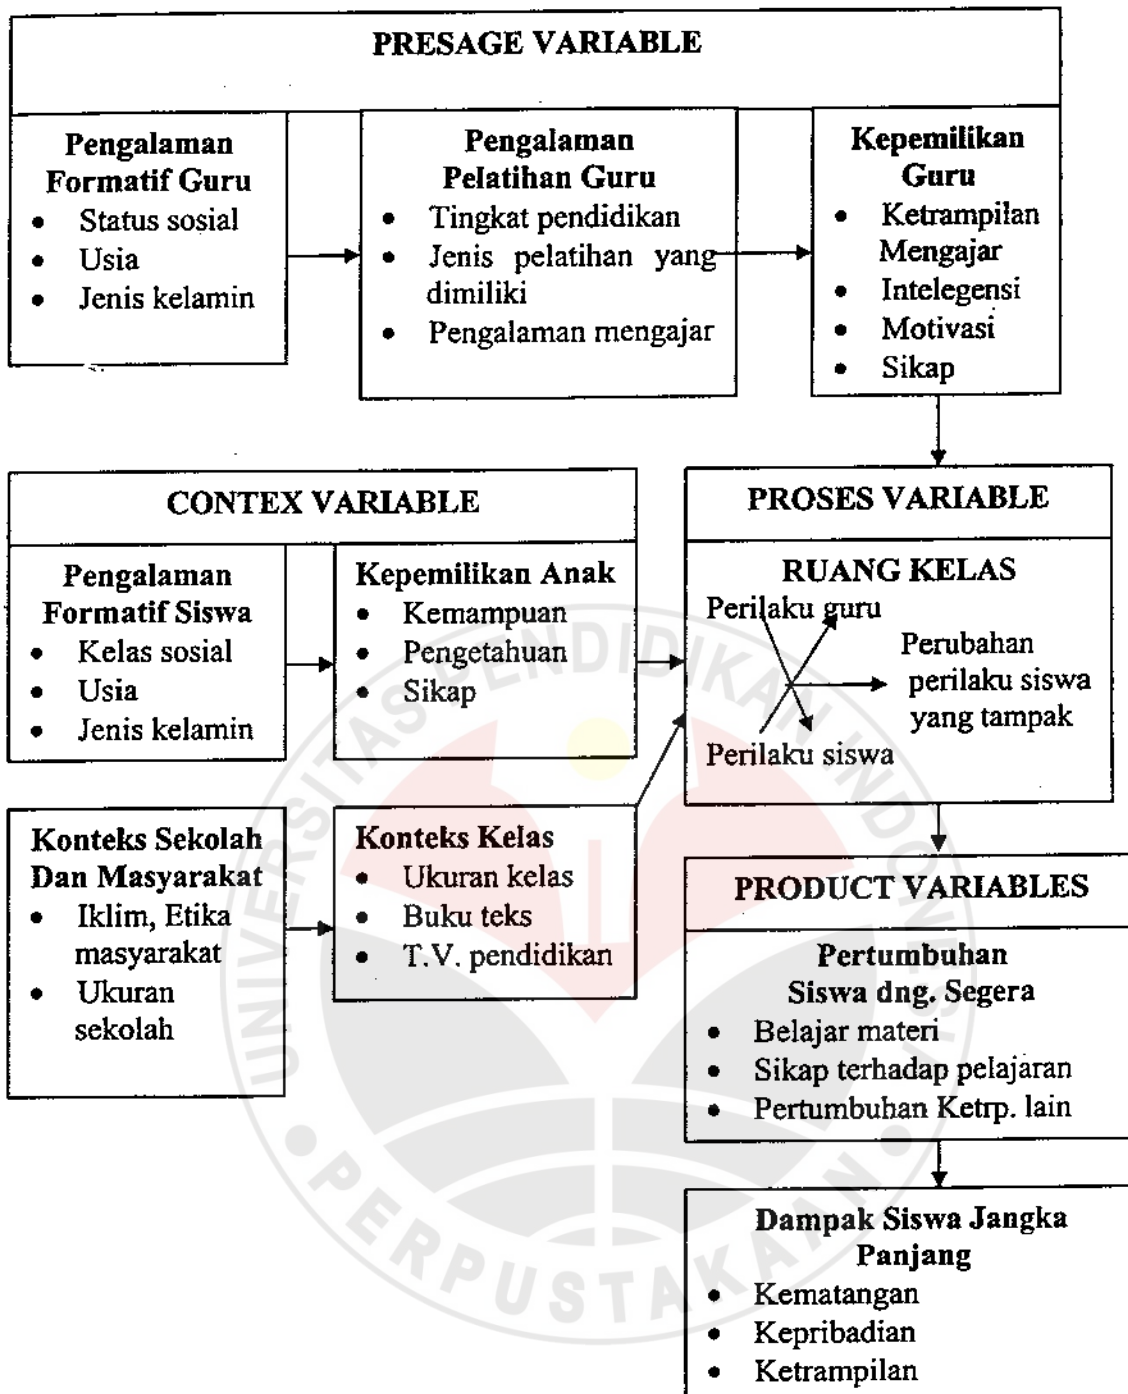 PRESAGE VARIABLE
Pengalaman
Formatif Guru
• Status sosial
• Usia
• Jenis kelamin
Pengalaman
Pelatihan Guru
• Tingkat pendidikan
• Jenis pelatihan yang
dimiliki
• Pengalaman mengajar
Kepemilikan
Guru
• Ketrampilan
Mengajar
• Intelegensi
• Motivasi
• Sikap
CONTEX VARIABLE
Pengalaman
Formatif Siswa
• Kelas sosial
• Usia
• Jenis kelamin
Kepemilikan Anak
• Kemampuan
• Pengetahuan
• Sikap
Konteks Sekolah
Dan Masyarakat
• Iklim, Etika
masyarakat
• Ukuran
sekolah
Konteks Kelas
• Ukuran kelas
• Buku teks
• T.V. pendidikan
PROSES VARIABLE
RUANG KELAS
Perilaku guru
Perubahan
perilaku siswa
yang tampak
Perilaku siswa
PRODUCT VARIABLES
Pertumbuhan
Siswa dng. Segera
• Belajar materi
• Sikap terhadap pelajaran
• Pertumbuhan Ketrp. lain
Dampak Siswa Jangka
Panjang
• Kematangan
• Kepribadian
• Ketrampilan
UNIVERSITAS PENDIDIKAN INDONESIA
PERPUSTAKAAN